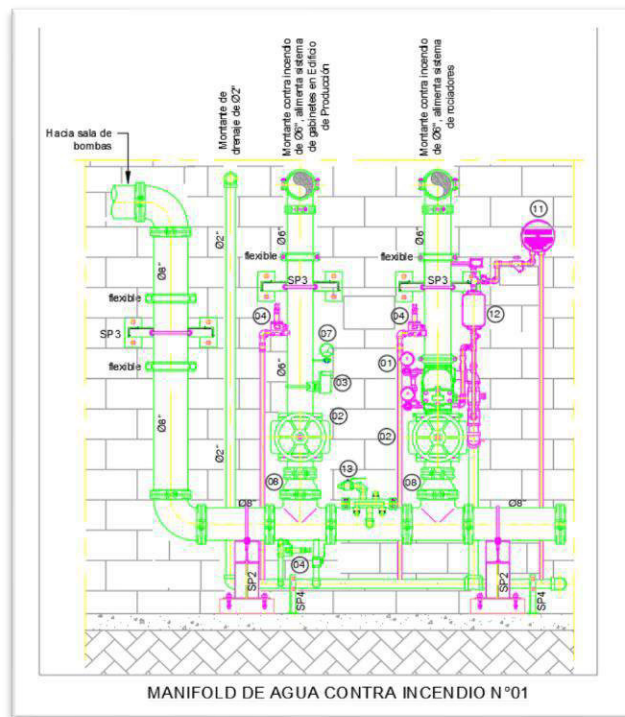 Montante de
drenaje de Ø2"
Montante contra incendio
de Ø6", alimenta sistema
de gabinetes en Edificio
de Producción
Montante contra incendio
de Ø6", alimenta sistema
de rociadores
Hacia sala de
bombas
11
Ø8"
Ø2"
Ø6"
Ø6"
flexible
flexible
flexible
SP3
SP3
SP3
04
04
12
07
01
flexible
Ø6"
03
02
02
Ø8"
Ø2"
13
08
08
Ø8"
Ø8"
04
SP2
SP4
SP2
SP4
MANIFOLD DE AGUA CONTRA INCENDIO N°01